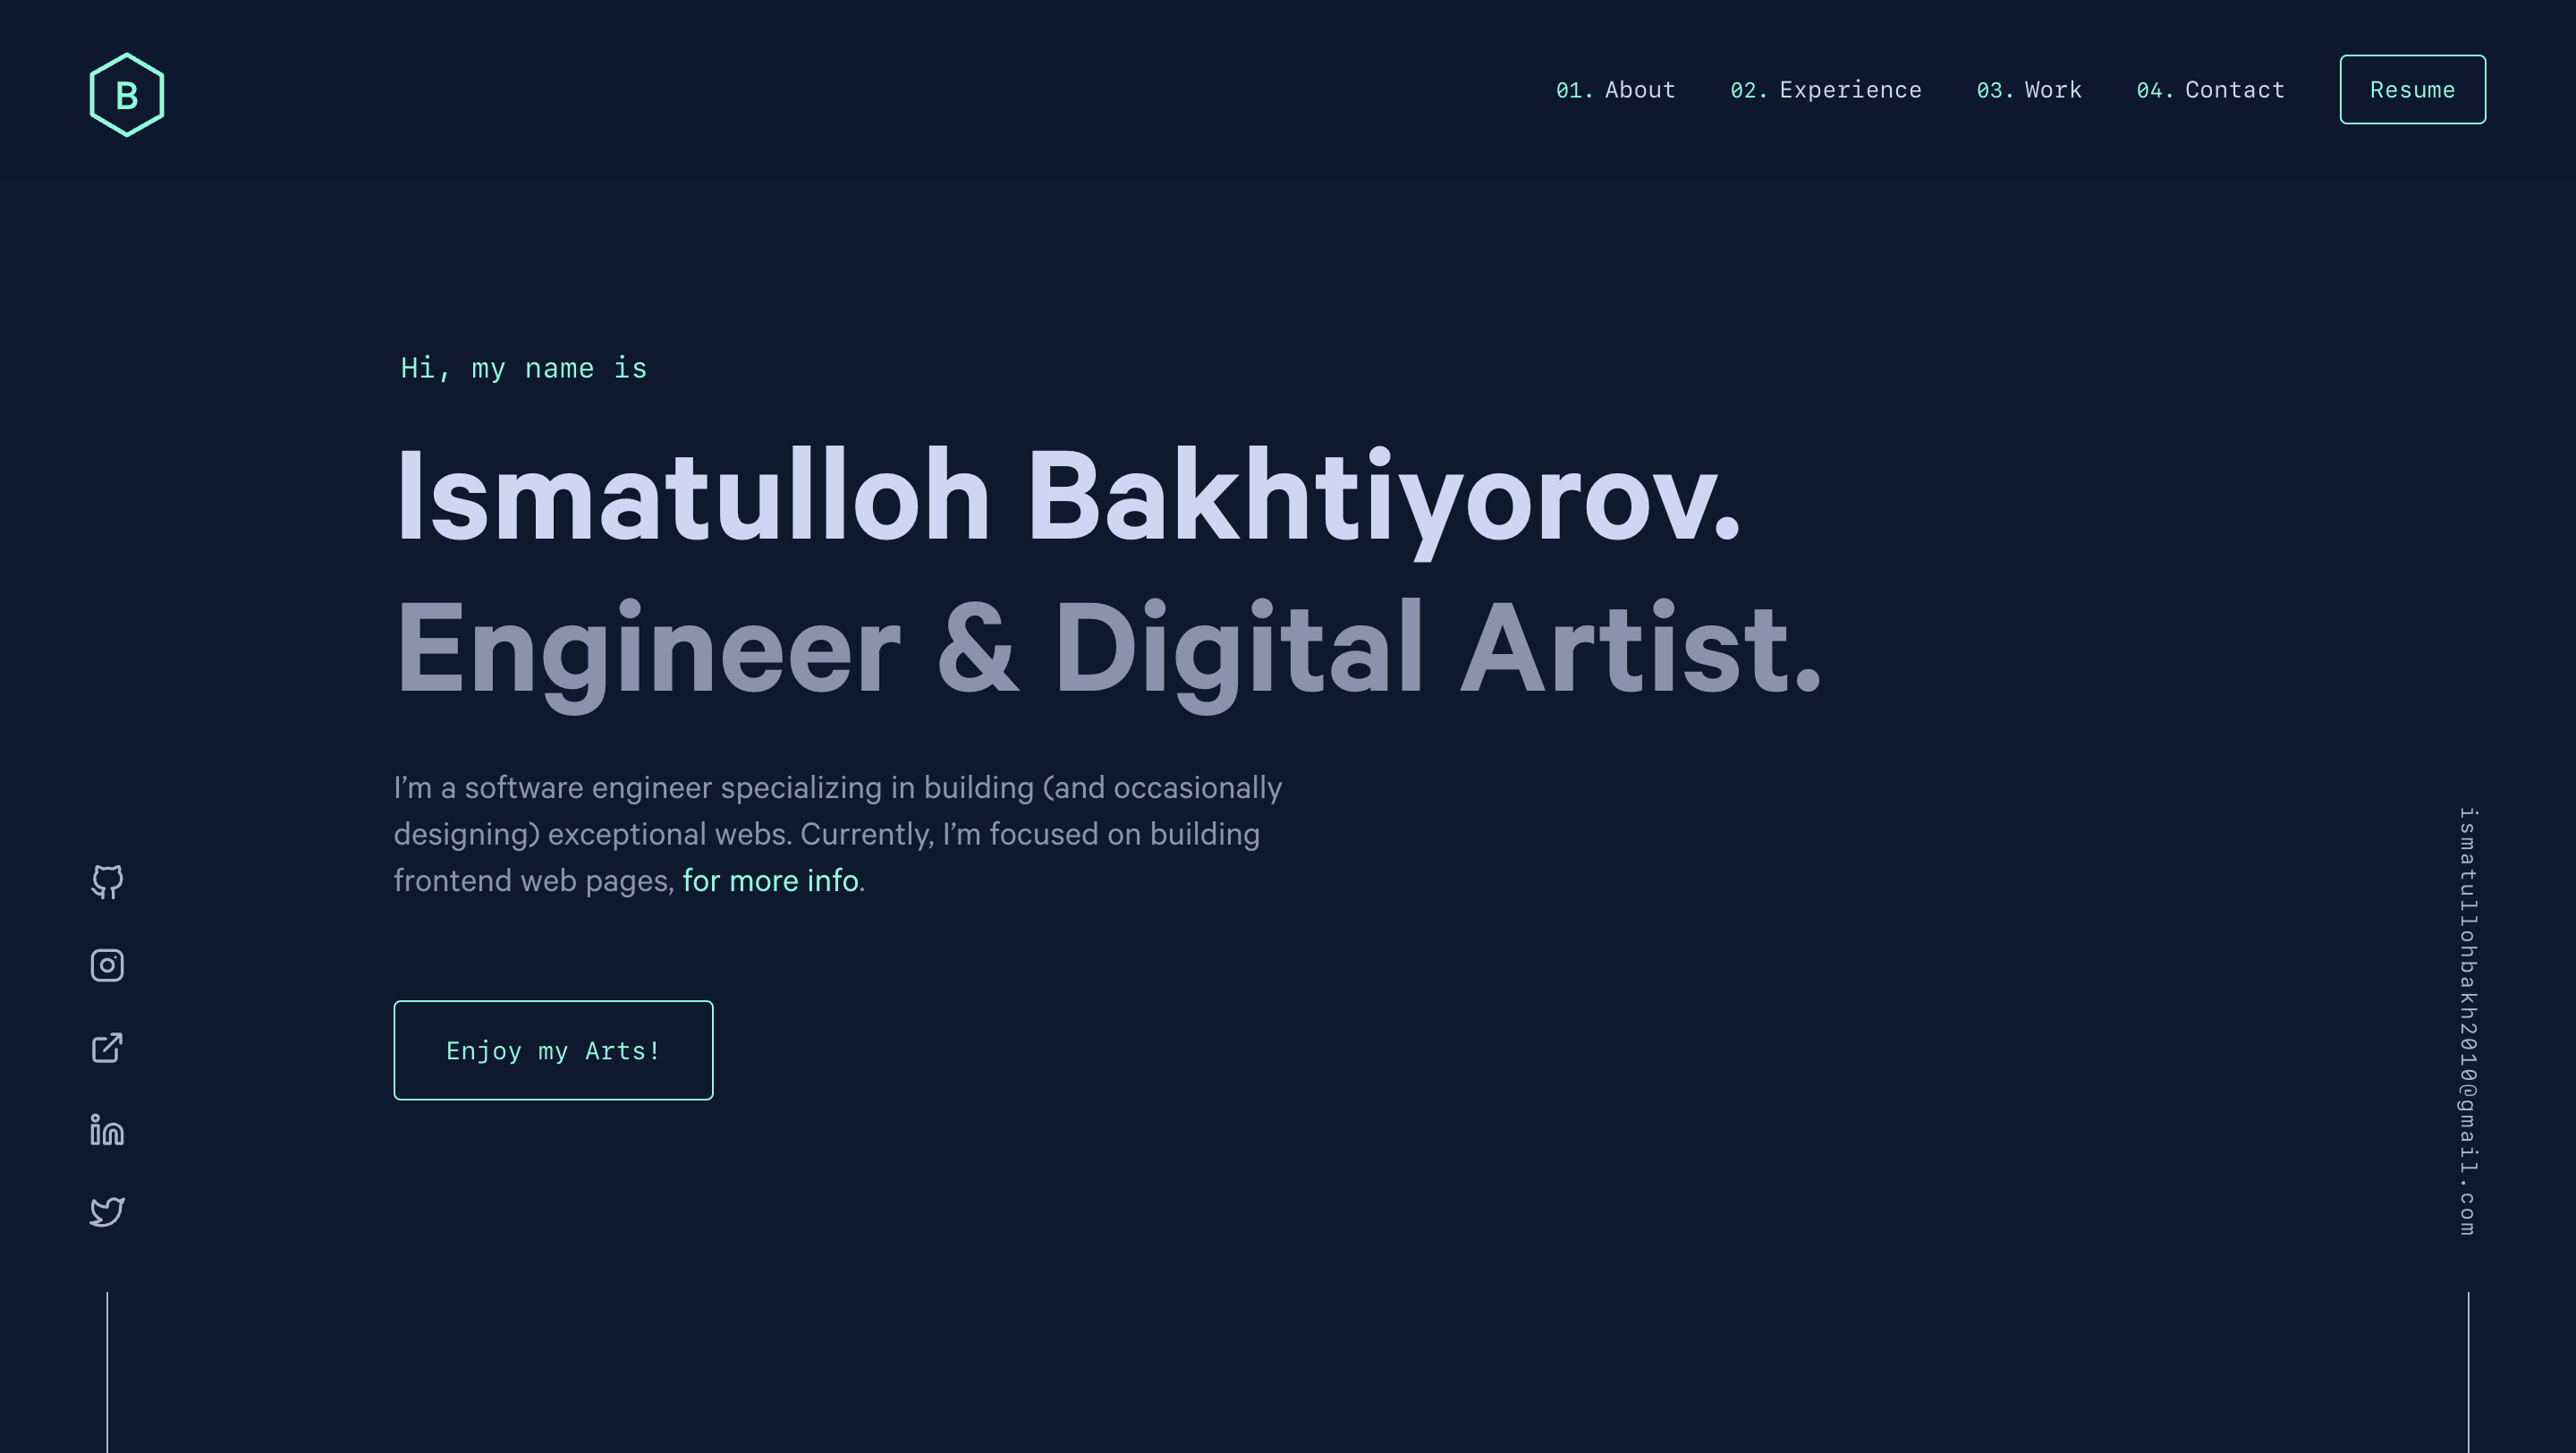 B
01. About
02. Experience
03. Work
04. Contact
Resume
Hi, my name is
Ismatulloh Bakhtiyorov.
Engineer & Digital Artist.
I’m a software engineer specializing in building (and occasionally
designing) exceptional webs. Currently, I’m focused on building
frontend web pages, for more info.
Enjoy my Arts!
ismatullohbakh2010@gmail.com